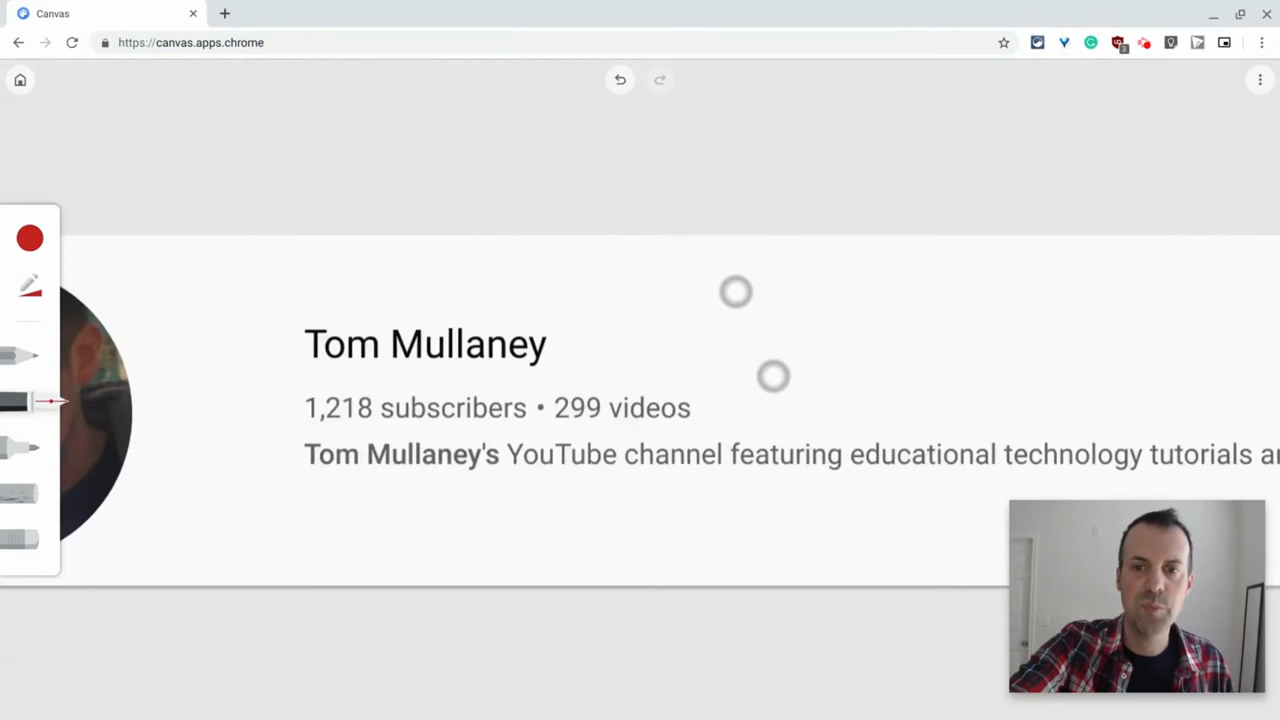 Canvas
https://canvas.apps.chrome
3
Tom Mullaney
1,218 subscribers • 299 videos
Tom Mullaney's YouTube channel featuring educational technology tutorials